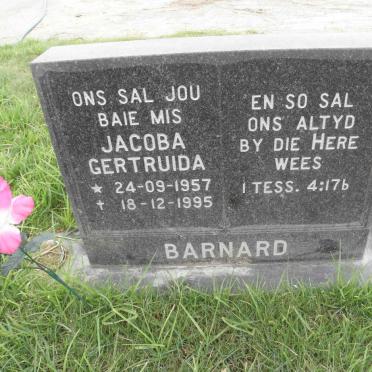 ONS SAL JOU
BAIE MIS
JACOBA
GERTRUIDA
* 24-09-1957
† 18-12-1995
EN SO SAL
ONS ALTYD
BY DIE HERE
WEES
1 TESS. 4:17b
BARNARD